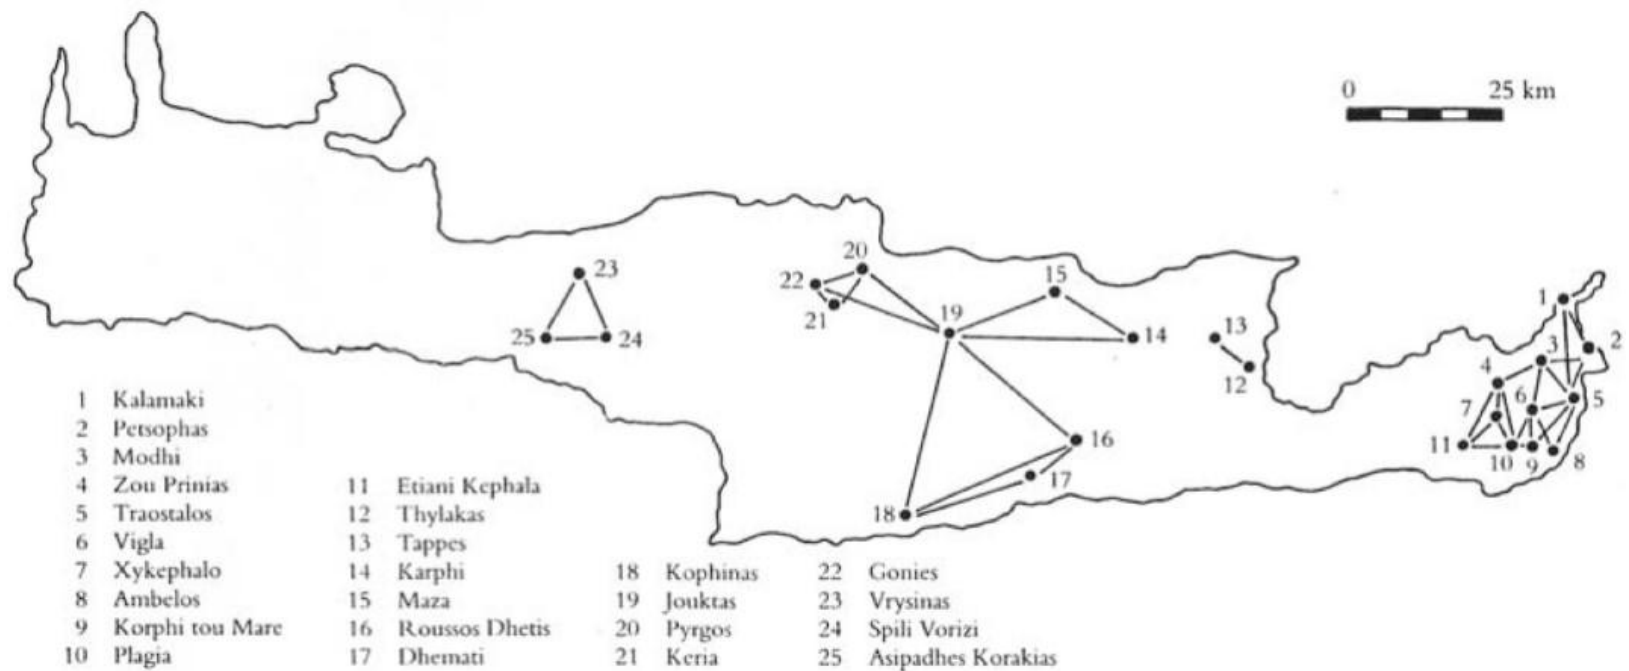 0 25 km
20
23
22
15
1
21
19
13
2
25
24
14
3
4
12
6
5
7
16
11
10
9
8
17
18
1 Kalamaki
2 Petsophas
3 Modhi
4 Zou Prinias
5 Traostalos
6 Vigla
7 Xykephalo
8 Ambelos
9 Korphi tou Mare
10 Plagia
11 Etiani Kephala
12 Thylakas
13 Tappes
14 Karphi
15 Maza
16 Roussos Dhetis
17 Dhemati
18 Kophinas
19 Jouktas
20 Pyrgos
21 Keria
22 Gonies
23 Vrysinas
24 Spili Vorizi
25 Asipadhes Korakias